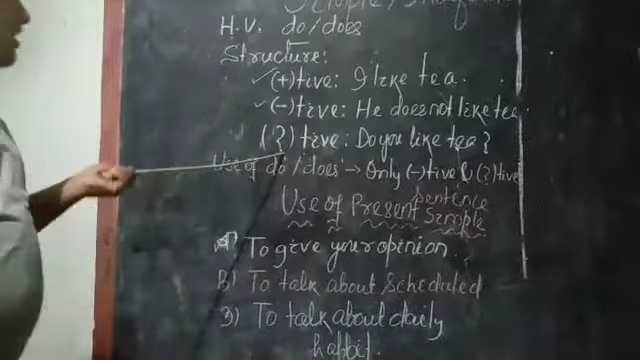 Simple
H.V. do/does
Structure:
(+)tive: I like tea.
(-)tive: He does not like tea.
(?)tive: Do you like tea?
Use of do/does → Only (-)tive & (?)tive
sentence
Use of Present Simple
A) To give your opinion
B) To talk about Scheduled
3) To talk about daily
habbit.